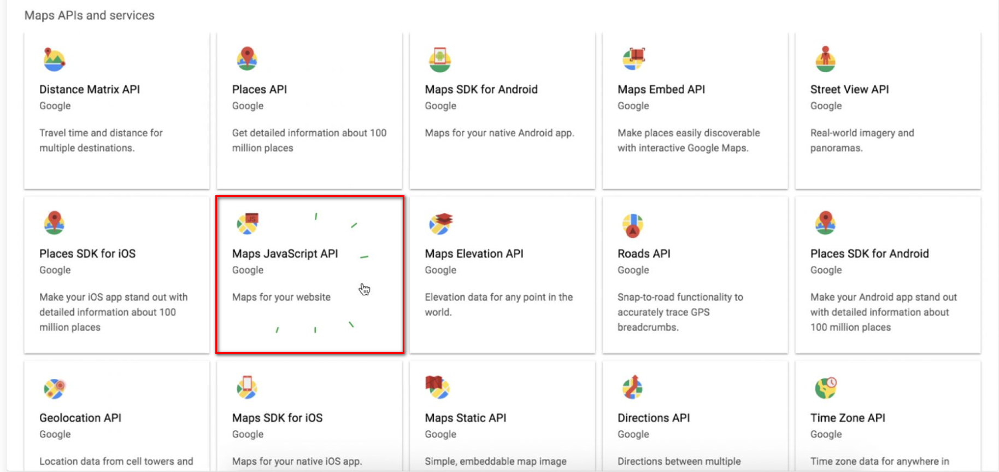 Maps APIs and services
Distance Matrix API
Google
Travel time and distance for
multiple destinations.
Places API
Google
Get detailed information about 100
million places
Maps SDK for Android
Google
Maps for your native Android app.
Maps Embed API
Google
Make places easily discoverable
with interactive Google Maps.
Street View API
Google
Real-world imagery and
panoramas.
Places SDK for iOS
Google
Make your iOS app stand out with
detailed information about 100
million places
JS
Maps JavaScript API
Google
Maps for your website
Maps Elevation API
Google
Elevation data for any point in the
world.
Roads API
Google
Snap-to-road functionality to
accurately trace GPS
breadcrumbs.
Places SDK for Android
Google
Make your Android app stand out
with detailed information about
100 million places
Geolocation API
Google
Location data from cell towers and
Maps SDK for iOS
Google
Maps for your native iOS app.
Maps Static API
Google
Simple, embeddable map image
Directions API
Google
Directions between multiple
Time Zone API
Google
Time zone data for anywhere in